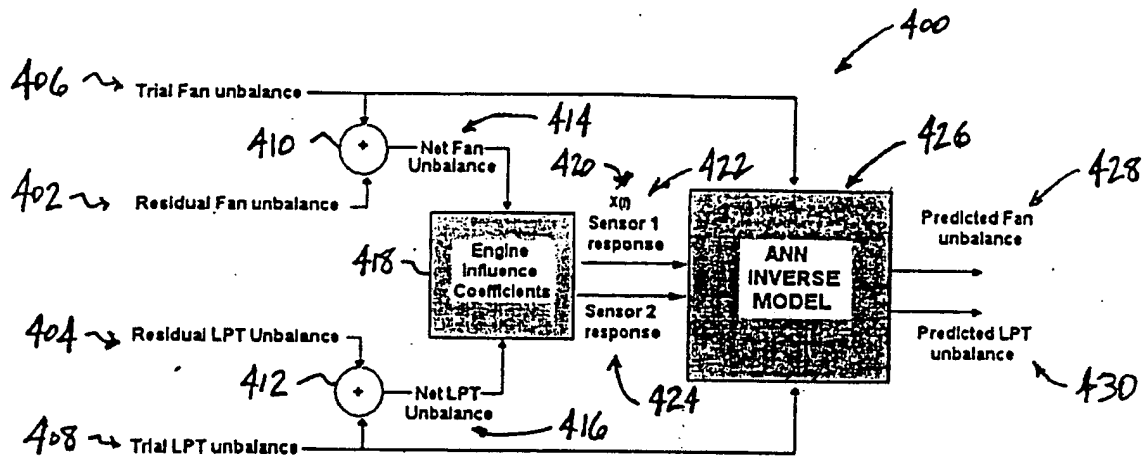 400
406 Trial Fan unbalance
410 + Net Fan 414
Unbalance
420 422 426 428
402 Residual Fan unbalance
Sensor 1
response
Predicted Fan
unbalance
418 Engine
Influence
Coefficients
ANN
INVERSE
MODEL
404 Residual LPT Unbalance
Sensor 2
response
Predicted LPT
unbalance
412 + Net LPT
Unbalance
416 424 430
408 Trial LPT unbalance